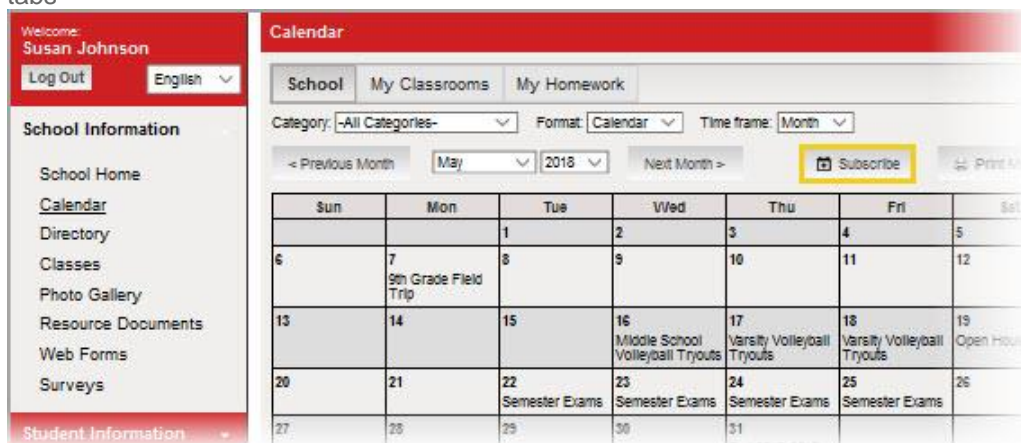 tabs
Welcome:
Susan Johnson
Log Out English
School Information
School Home
Calendar
Directory
Classes
Photo Gallery
Resource Documents
Web Forms
Surveys
Student Information
Calendar
School My Classrooms My Homework
Category: -All Categories- Format: Calendar Time frame: Month
< Previous Month May 2018 Next Month > Subscribe Print
Sun Mon Tue Wed Thu Fri Sat
1 2 3 4 5
6 7 8 9 10 11 12
9th Grade Field
Trip
13 14 15 16 17 18 19
Middle School Varsity Volleyball Varsity Volleyball Open
Volleyball Tryouts Tryouts Tryouts
20 21 22 23 24 25 26
Semester Exams Semester Exams Semester Exams Semester Exams
27 28 29 30 31